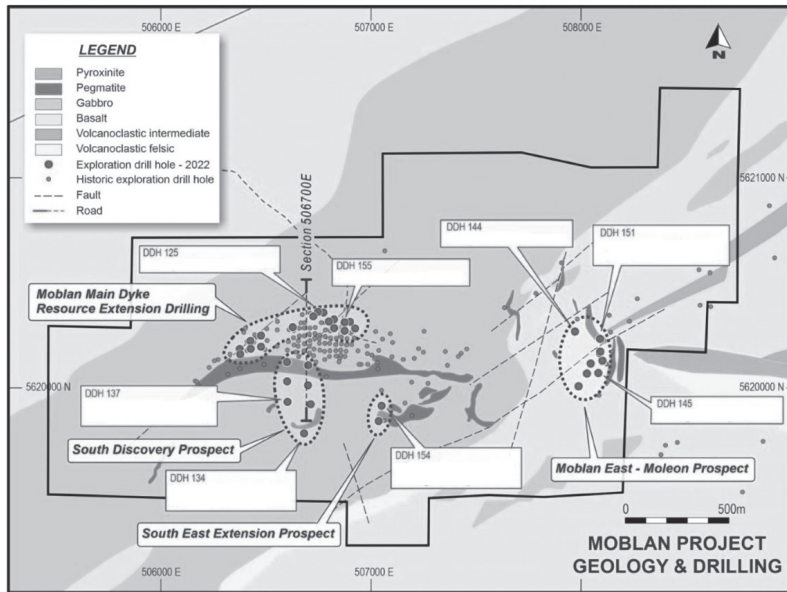 506000 E
507000 E
508000 E
LEGEND
Pyroxinite
Pegmatite
Gabbro
Basalt
Volcanoclastic intermediate
Volcanoclastic felsic
Exploration drill hole - 2022
Historic exploration drill hole
Fault
Road
N
5621000 N
Section 506700E
DDH 144
DDH 151
DDH 125
DDH 155
Moblan Main Dyke
Resource Extension Drilling
5620000 N
5620000 N
DDH 137
DDH 145
South Discovery Prospect
DDH 154
Moblan East - Moleon Prospect
DDH 134
South East Extension Prospect
0
500m
MOBLAN PROJECT
GEOLOGY & DRILLING
506000 E
507000 E